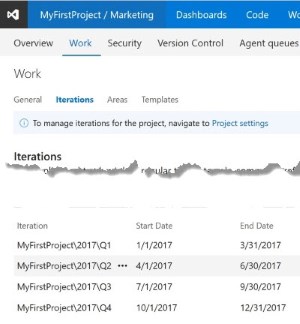 MyFirstProject / Marketing Dashboards Code
Overview Work Security Version Control Agent queues
Work
General Iterations Areas Templates
To manage iterations for the project, navigate to Project settings
Iterations
Iteration Start Date End Date
MyFirstProject\2017\Q1 1/1/2017 3/31/2017
MyFirstProject\2017\Q2 ••• 4/1/2017 6/30/2017
MyFirstProject\2017\Q3 7/1/2017 9/30/2017
MyFirstProject\2017\Q4 10/1/2017 12/31/2017